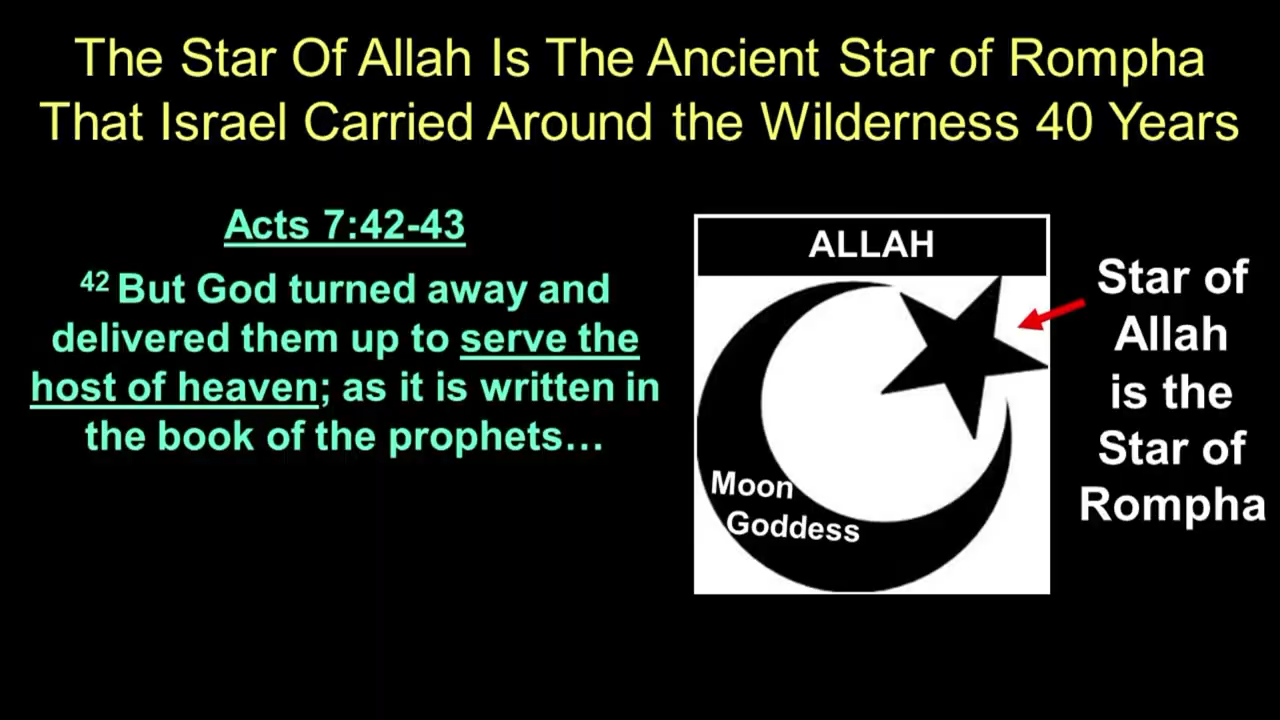 The Star Of Allah Is The Ancient Star of Rompha
That Israel Carried Around the Wilderness 40 Years
Acts 7:42-43
42 But God turned away and
delivered them up to serve the
host of heaven; as it is written in
the book of the prophets…
ALLAH
Moon
Goddess
Star of
Allah
is the
Star of
Rompha